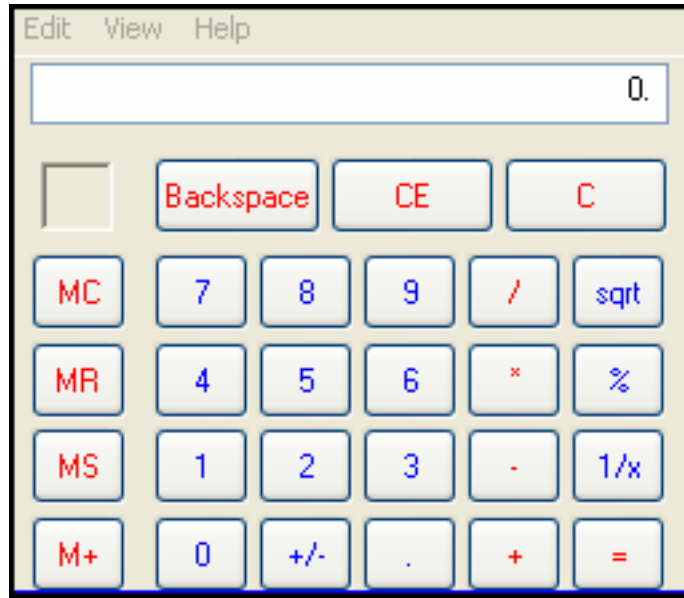 Edit View Help
0.
Backspace CE C
MC 7 8 9 / sqrt
MR 4 5 6 * %
MS 1 2 3 - 1/x
M+ 0 +/- . + =